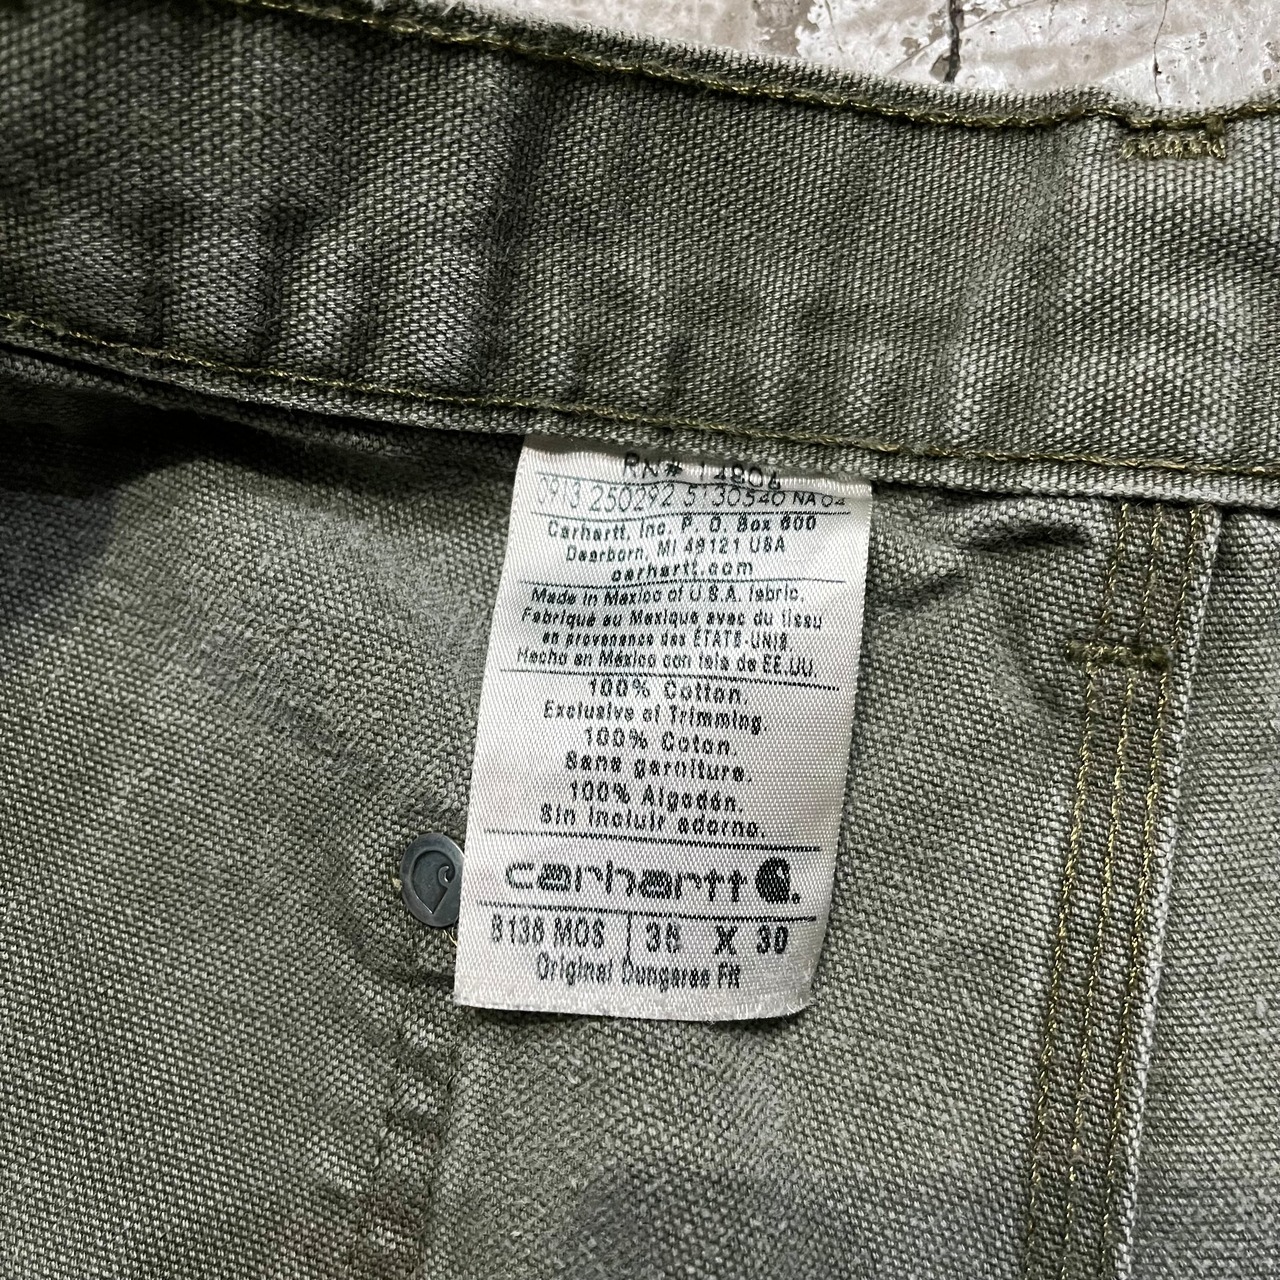 RN# 14806
0913 250292 5130540 NA 04
Carhartt, Inc. P. O. Box 600
Dearborn, MI 48121 USA
carhartt.com
Made in Mexico of U.S.A. fabric.
Fabriqué au Mexique avec du tissu
en provenance des ÉTATS-UNIS
Hecho en México con tela de EE.UU.
100% Cotton.
Exclusive of Trimming.
100% Coton.
Sans garniture.
100% Algodón.
Sin incluir adorno.
carhartt
B136 MOS 38 X 30
Original Dungaree Fit